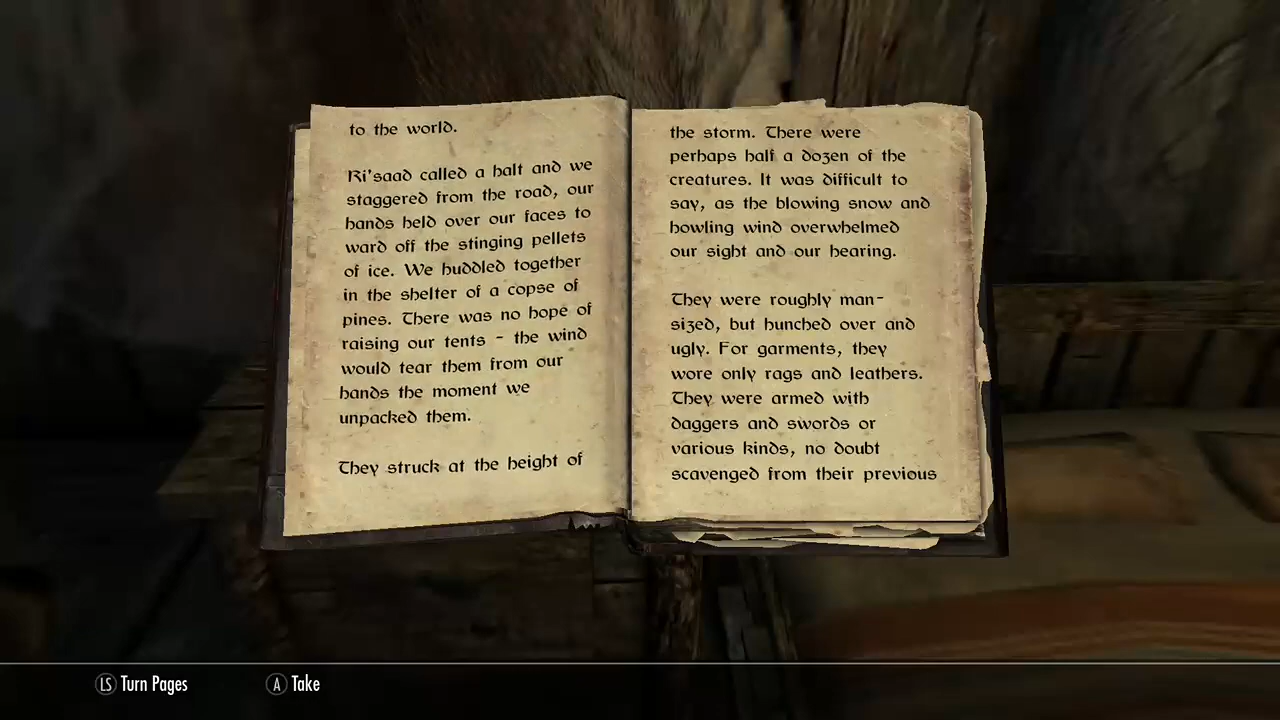 to the world.
Ri'saad called a halt and we
staggered from the road, our
hands held over our faces to
ward off the stinging pellets
of ice. We huddled together
in the shelter of a copse of
pines. There was no hope of
raising our tents - the wind
would tear them from our
hands the moment we
unpacked them.
They struck at the height of
the storm. There were
perhaps half a dozen of the
creatures. It was difficult to
say, as the blowing snow and
howling wind overwhelmed
our sight and our hearing.
They were roughly man-
sized, but hunched over and
ugly. For garments, they
wore only rags and leathers.
They were armed with
daggers and swords or
various kinds, no doubt
scavenged from their previous
LS Turn Pages
A Take